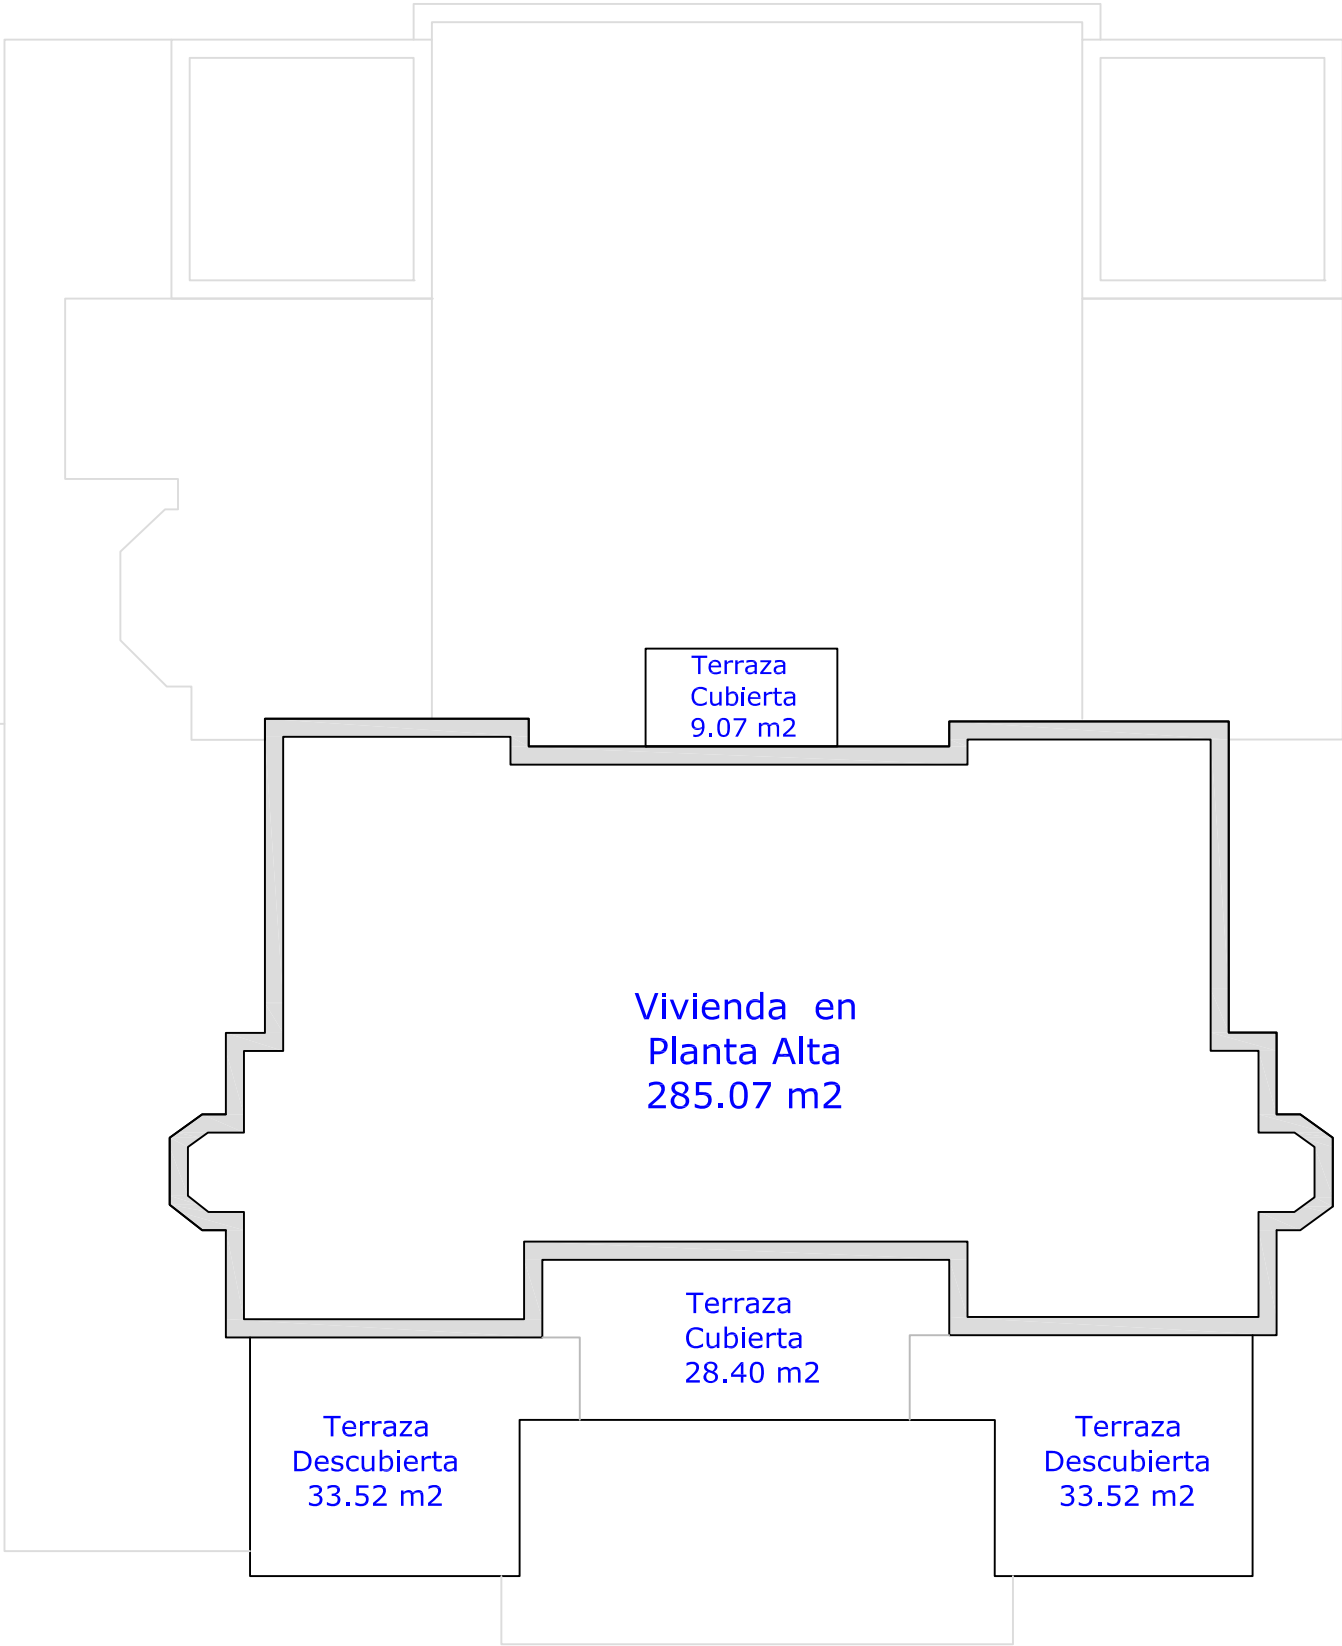 Terraza
Cubierta
9.07 m2
Vivienda en
Planta Alta
285.07 m2
Terraza
Cubierta
28.40 m2
Terraza
Descubierta
33.52 m2
Terraza
Descubierta
33.52 m2